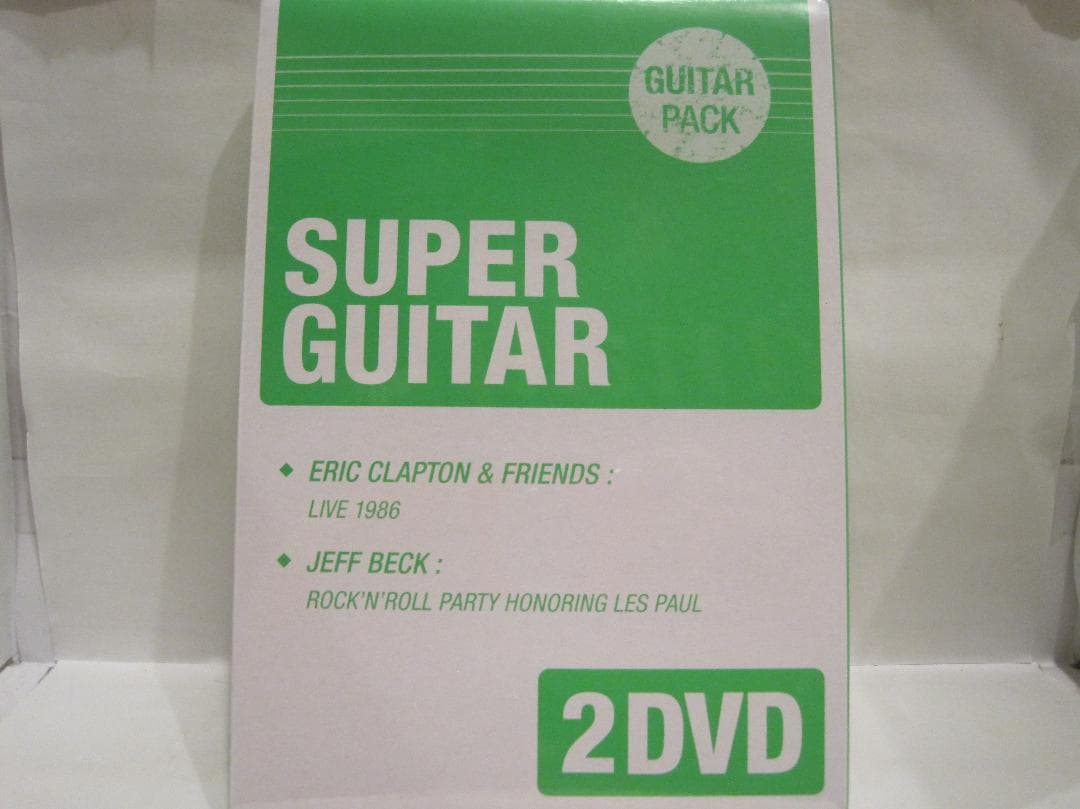 GUITAR
PACK
SUPER
GUITAR
◆ ERIC CLAPTON & FRIENDS :
LIVE 1986
◆ JEFF BECK :
ROCK'N'ROLL PARTY HONORING LES PAUL
2DVD